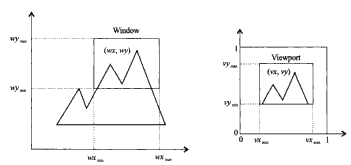 Window
wy max
(wx, wy)
wy min
wx min
wx max
Viewport
1
vy max
(vx, vy)
vy min
0
0
vx min
vx max
1